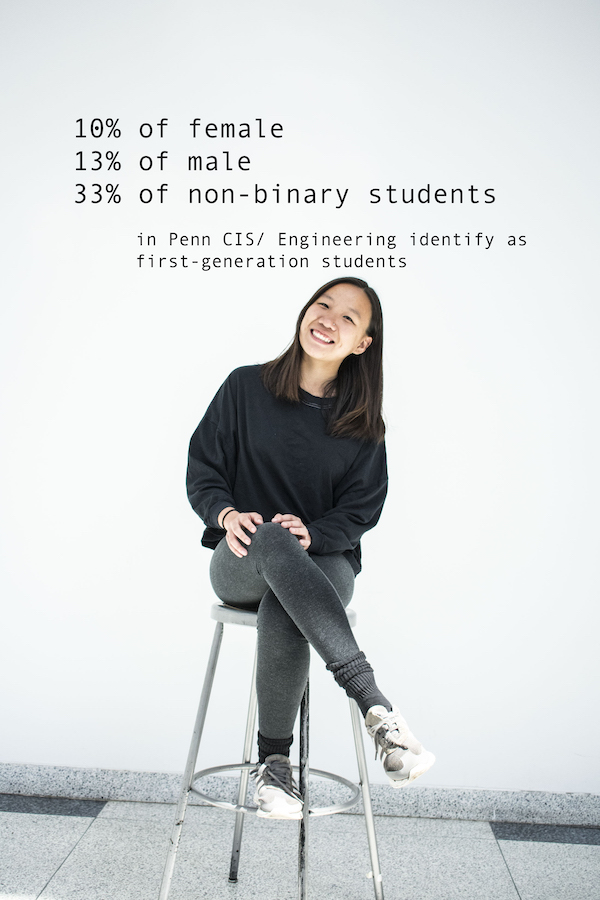 10% of female
13% of male
33% of non-binary students
in Penn CIS/ Engineering identify as
first-generation students